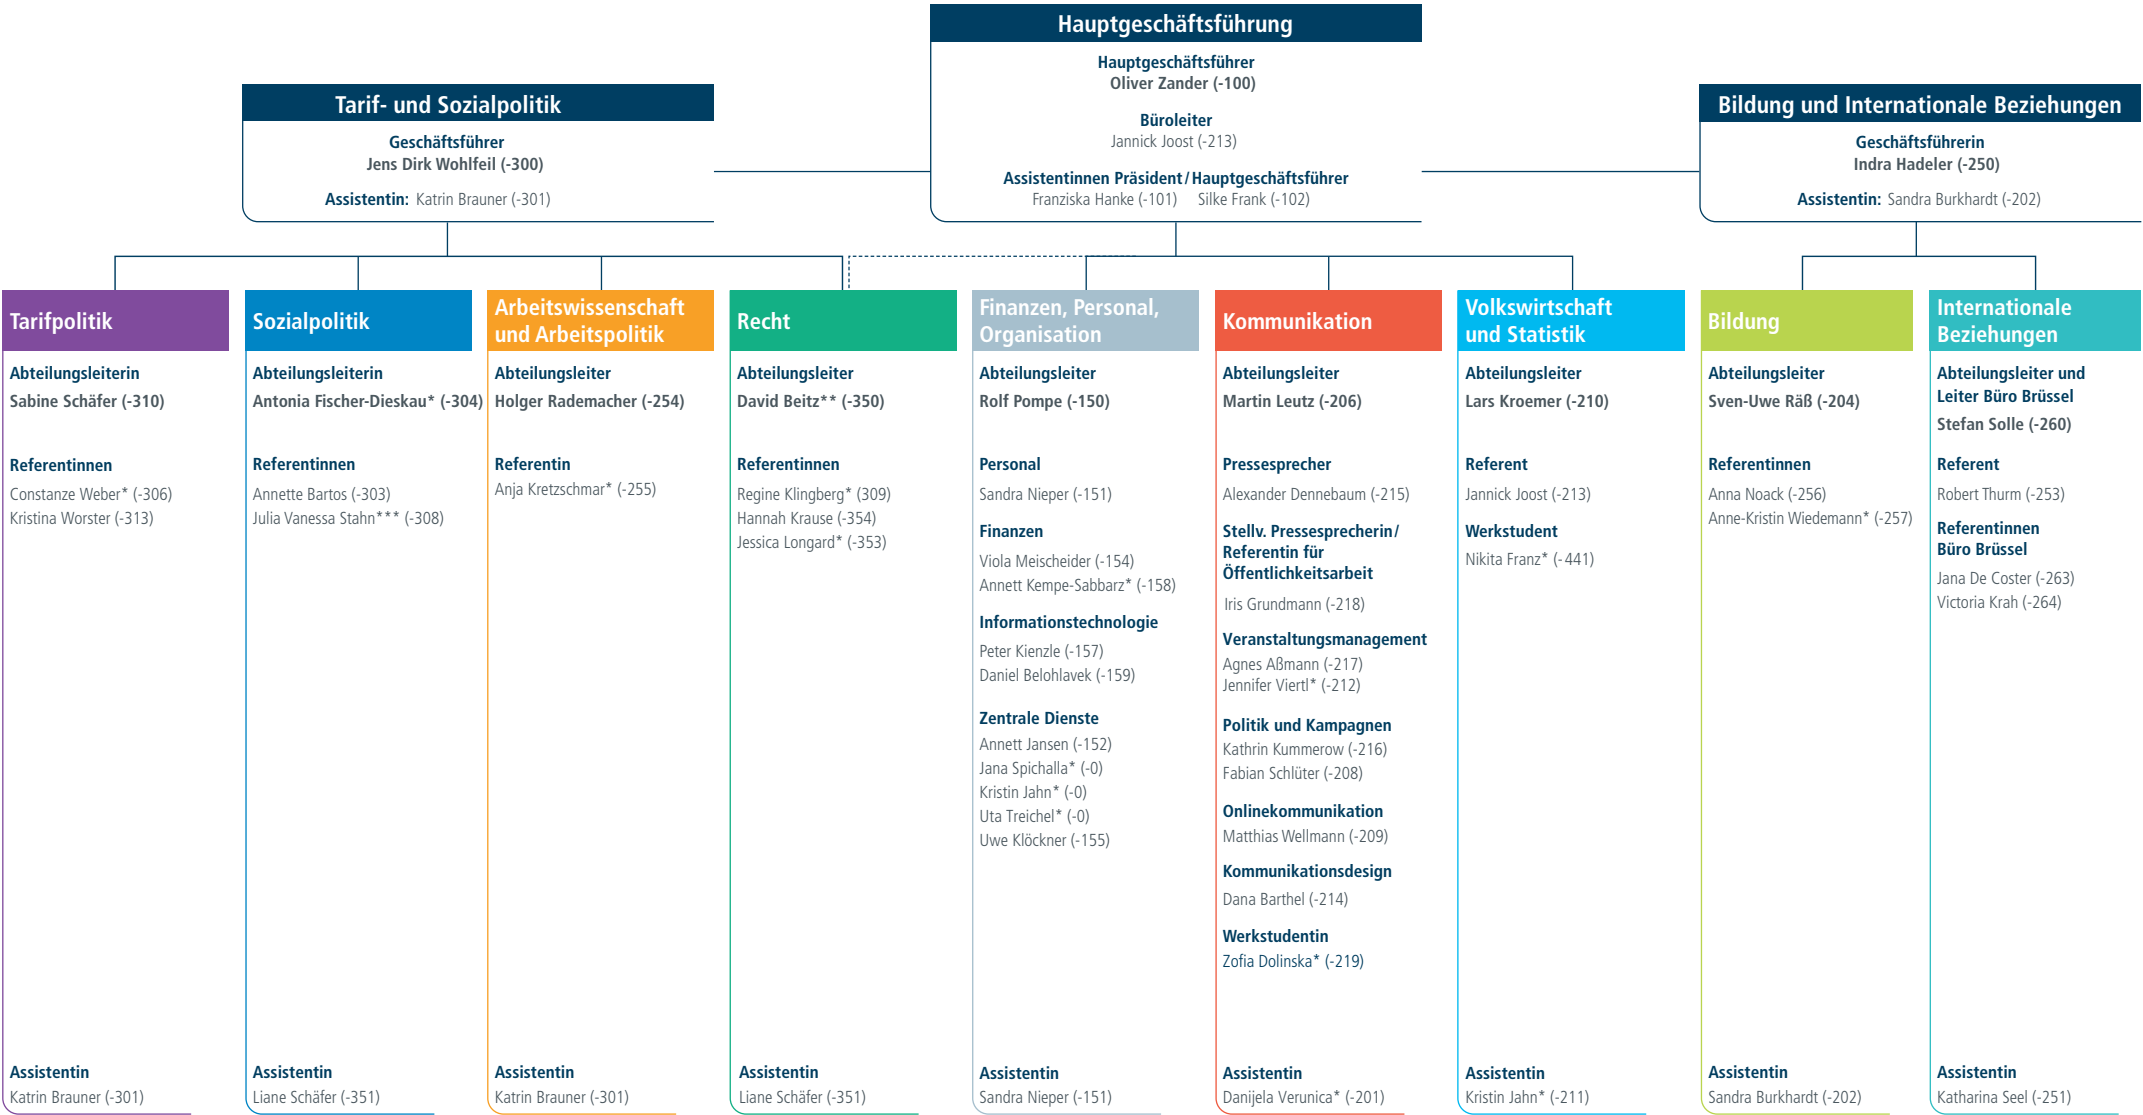 Hauptgeschäftsführung
Hauptgeschäftsführer
Oliver Zander (-100)
Büroleiter
Jannick Joost (-213)
Assistentinnen Präsident/Hauptgeschäftsführer
Franziska Hanke (-101) Silke Frank (-102)
Tarif- und Sozialpolitik
Geschäftsführer
Jens Dirk Wohlfeil (-300)
Assistentin: Katrin Brauner (-301)
Bildung und Internationale Beziehungen
Geschäftsführerin
Indra Hadeler (-250)
Assistentin: Sandra Burkhardt (-202)
Tarifpolitik
Abteilungsleiterin
Sabine Schäfer (-310)
Referentinnen
Constanze Weber* (-306)
Kristina Worster (-313)
Assistentin
Katrin Brauner (-301)
Sozialpolitik
Abteilungsleiterin
Antonia Fischer-Dieskau* (-304)
Referentinnen
Annette Bartos (-303)
Julia Vanessa Stahn*** (-308)
Assistentin
Liane Schäfer (-351)
Arbeitswissenschaft
und Arbeitspolitik
Abteilungsleiter
Holger Rademacher (-254)
Referentin
Anja Kretzschmar* (-255)
Assistentin
Katrin Brauner (-301)
Recht
Abteilungsleiter
David Beitz** (-350)
Referentinnen
Regine Klingberg* (309)
Hannah Krause (-354)
Jessica Longard* (-353)
Assistentin
Liane Schäfer (-351)
Finanzen, Personal,
Organisation
Abteilungsleiter
Rolf Pompe (-150)
Personal
Sandra Nieper (-151)
Finanzen
Viola Meischeider (-154)
Annett Kempe-Sabbarz* (-158)
Informationstechnologie
Peter Kienzle (-157)
Daniel Belohlavek (-159)
Zentrale Dienste
Annett Jansen (-152)
Jana Spichalla* (-0)
Kristin Jahn* (-0)
Uta Treichel* (-0)
Uwe Klöckner (-155)
Assistentin
Sandra Nieper (-151)
Kommunikation
Abteilungsleiter
Martin Leutz (-206)
Pressesprecher
Alexander Dennebaum (-215)
Stellv. Pressesprecherin/
Referentin für
Öffentlichkeitsarbeit
Iris Grundmann (-218)
Veranstaltungsmanagement
Agnes Aßmann (-217)
Jennifer Viertl* (-212)
Politik und Kampagnen
Kathrin Kummerow (-216)
Fabian Schlüter (-208)
Onlinekommunikation
Matthias Wellmann (-209)
Kommunikationsdesign
Dana Barthel (-214)
Werkstudentin
Zofia Dolinska* (-219)
Assistentin
Danijela Verunica* (-201)
Volkswirtschaft
und Statistik
Abteilungsleiter
Lars Kroemer (-210)
Referent
Jannick Joost (-213)
Werkstudent
Nikita Franz* (-441)
Assistentin
Kristin Jahn* (-211)
Bildung
Abteilungsleiter
Sven-Uwe Räß (-204)
Referentinnen
Anna Noack (-256)
Anne-Kristin Wiedemann* (-257)
Assistentin
Sandra Burkhardt (-202)
Internationale
Beziehungen
Abteilungsleiter und
Leiter Büro Brüssel
Stefan Solle (-260)
Referent
Robert Thurm (-253)
Referentinnen
Büro Brüssel
Jana De Coster (-263)
Victoria Krah (-264)
Assistentin
Katharina Seel (-251)